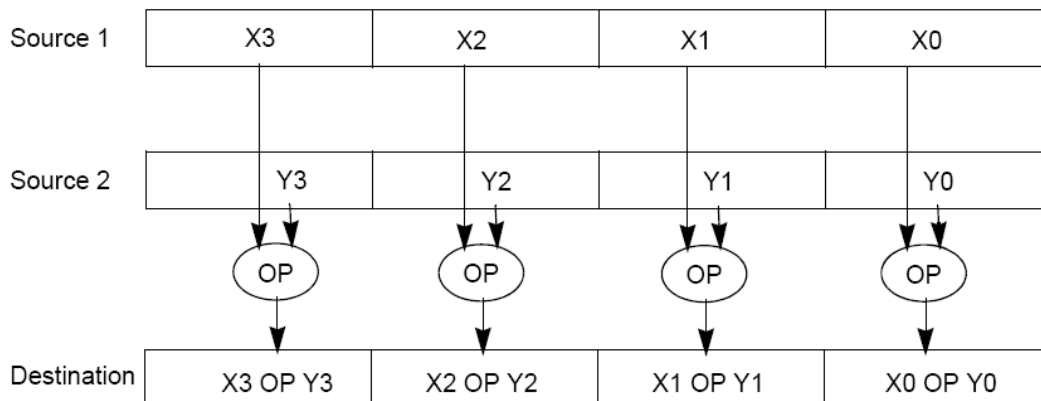 Source 1 X3 X2 X1 X0
Source 2 Y3 Y2 Y1 Y0
OP OP OP OP
Destination X3 OP Y3 X2 OP Y2 X1 OP Y1 X0 OP Y0